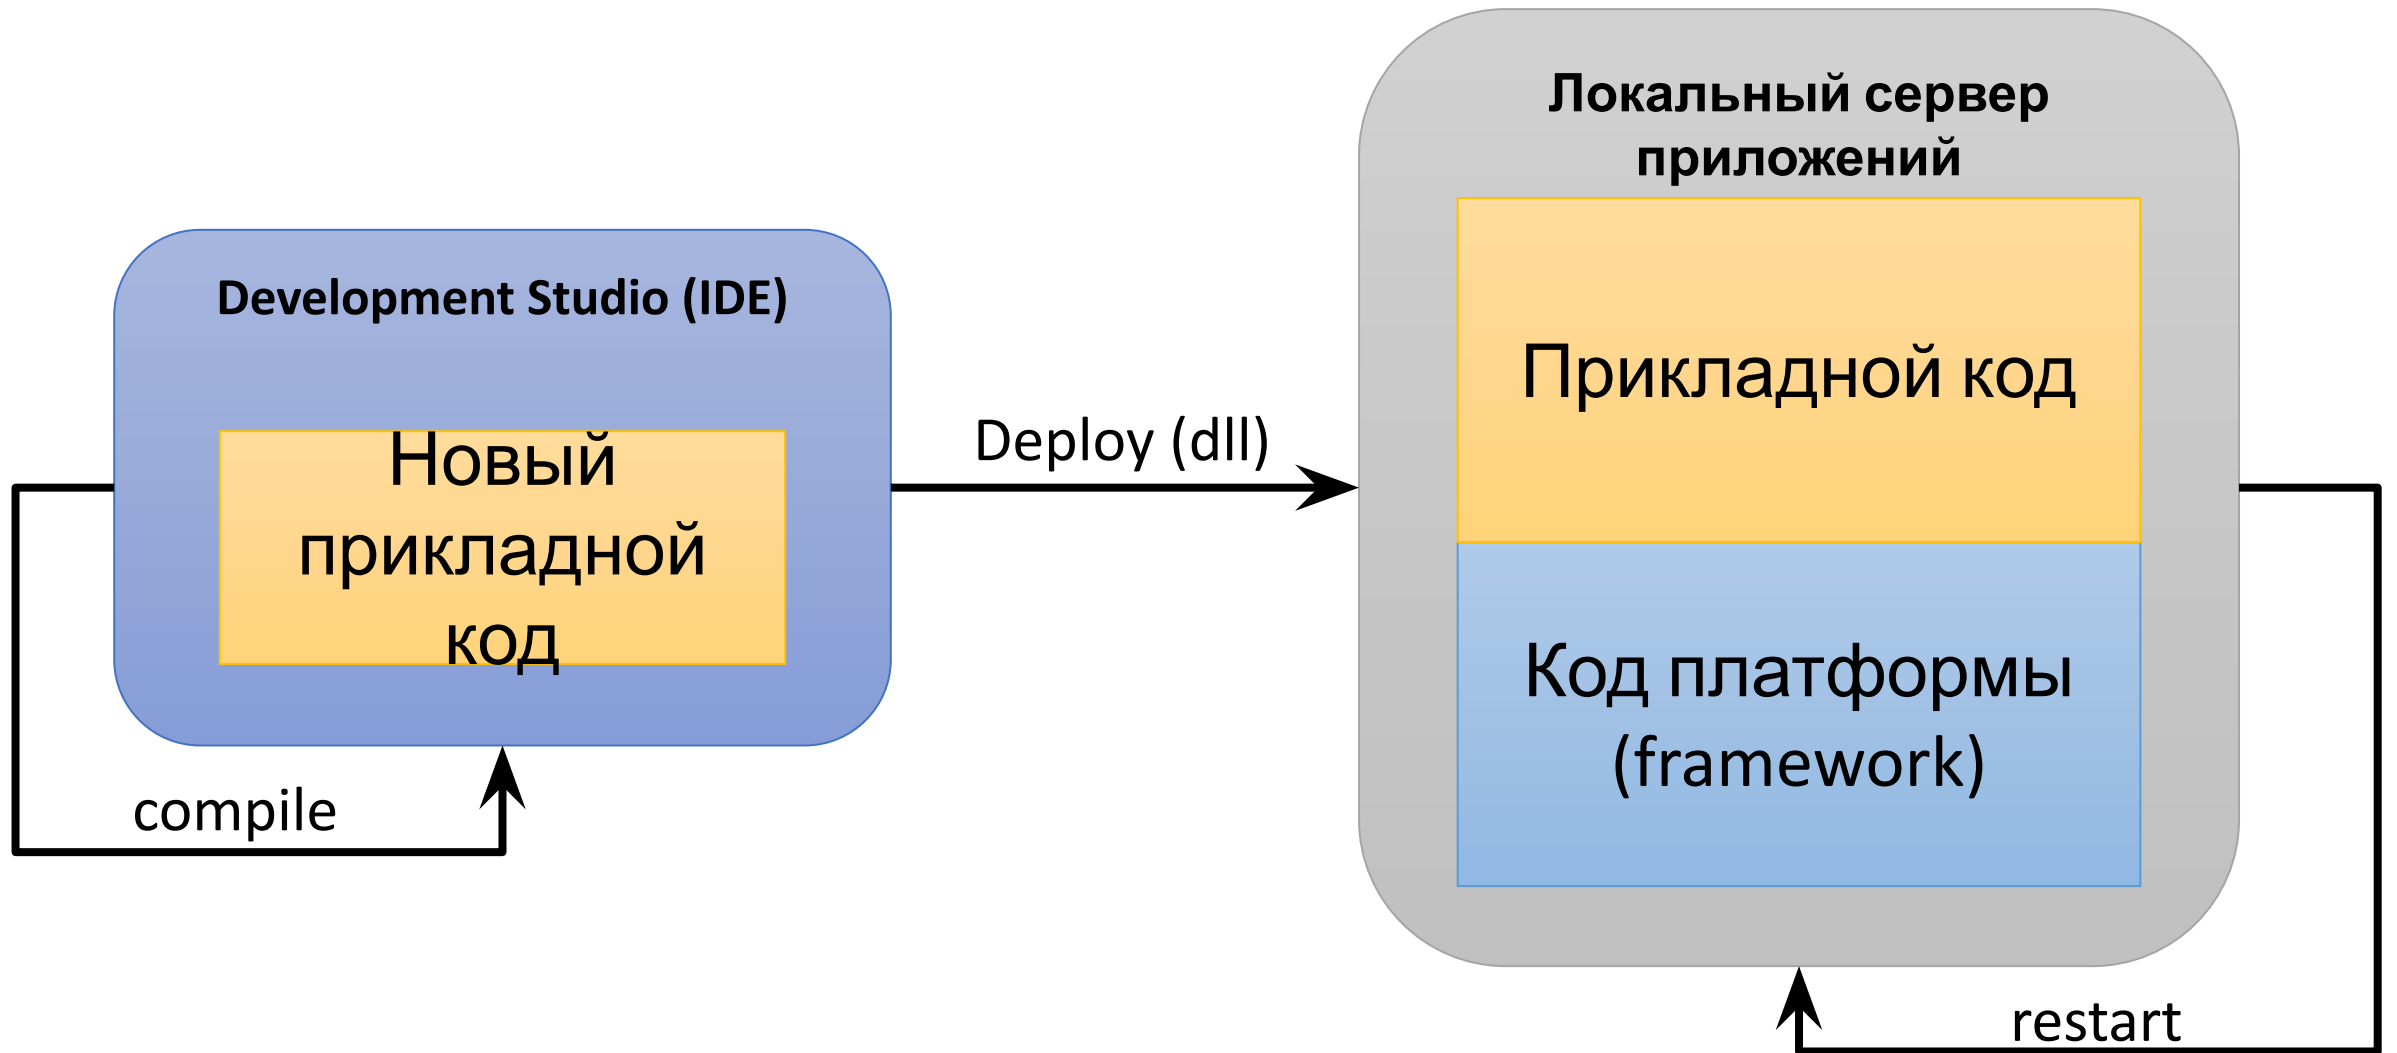 Development Studio (IDE)
Новый
прикладной
код
compile
Deploy (dll)
Локальный сервер
приложений
Прикладной код
Код платформы
(framework)
restart